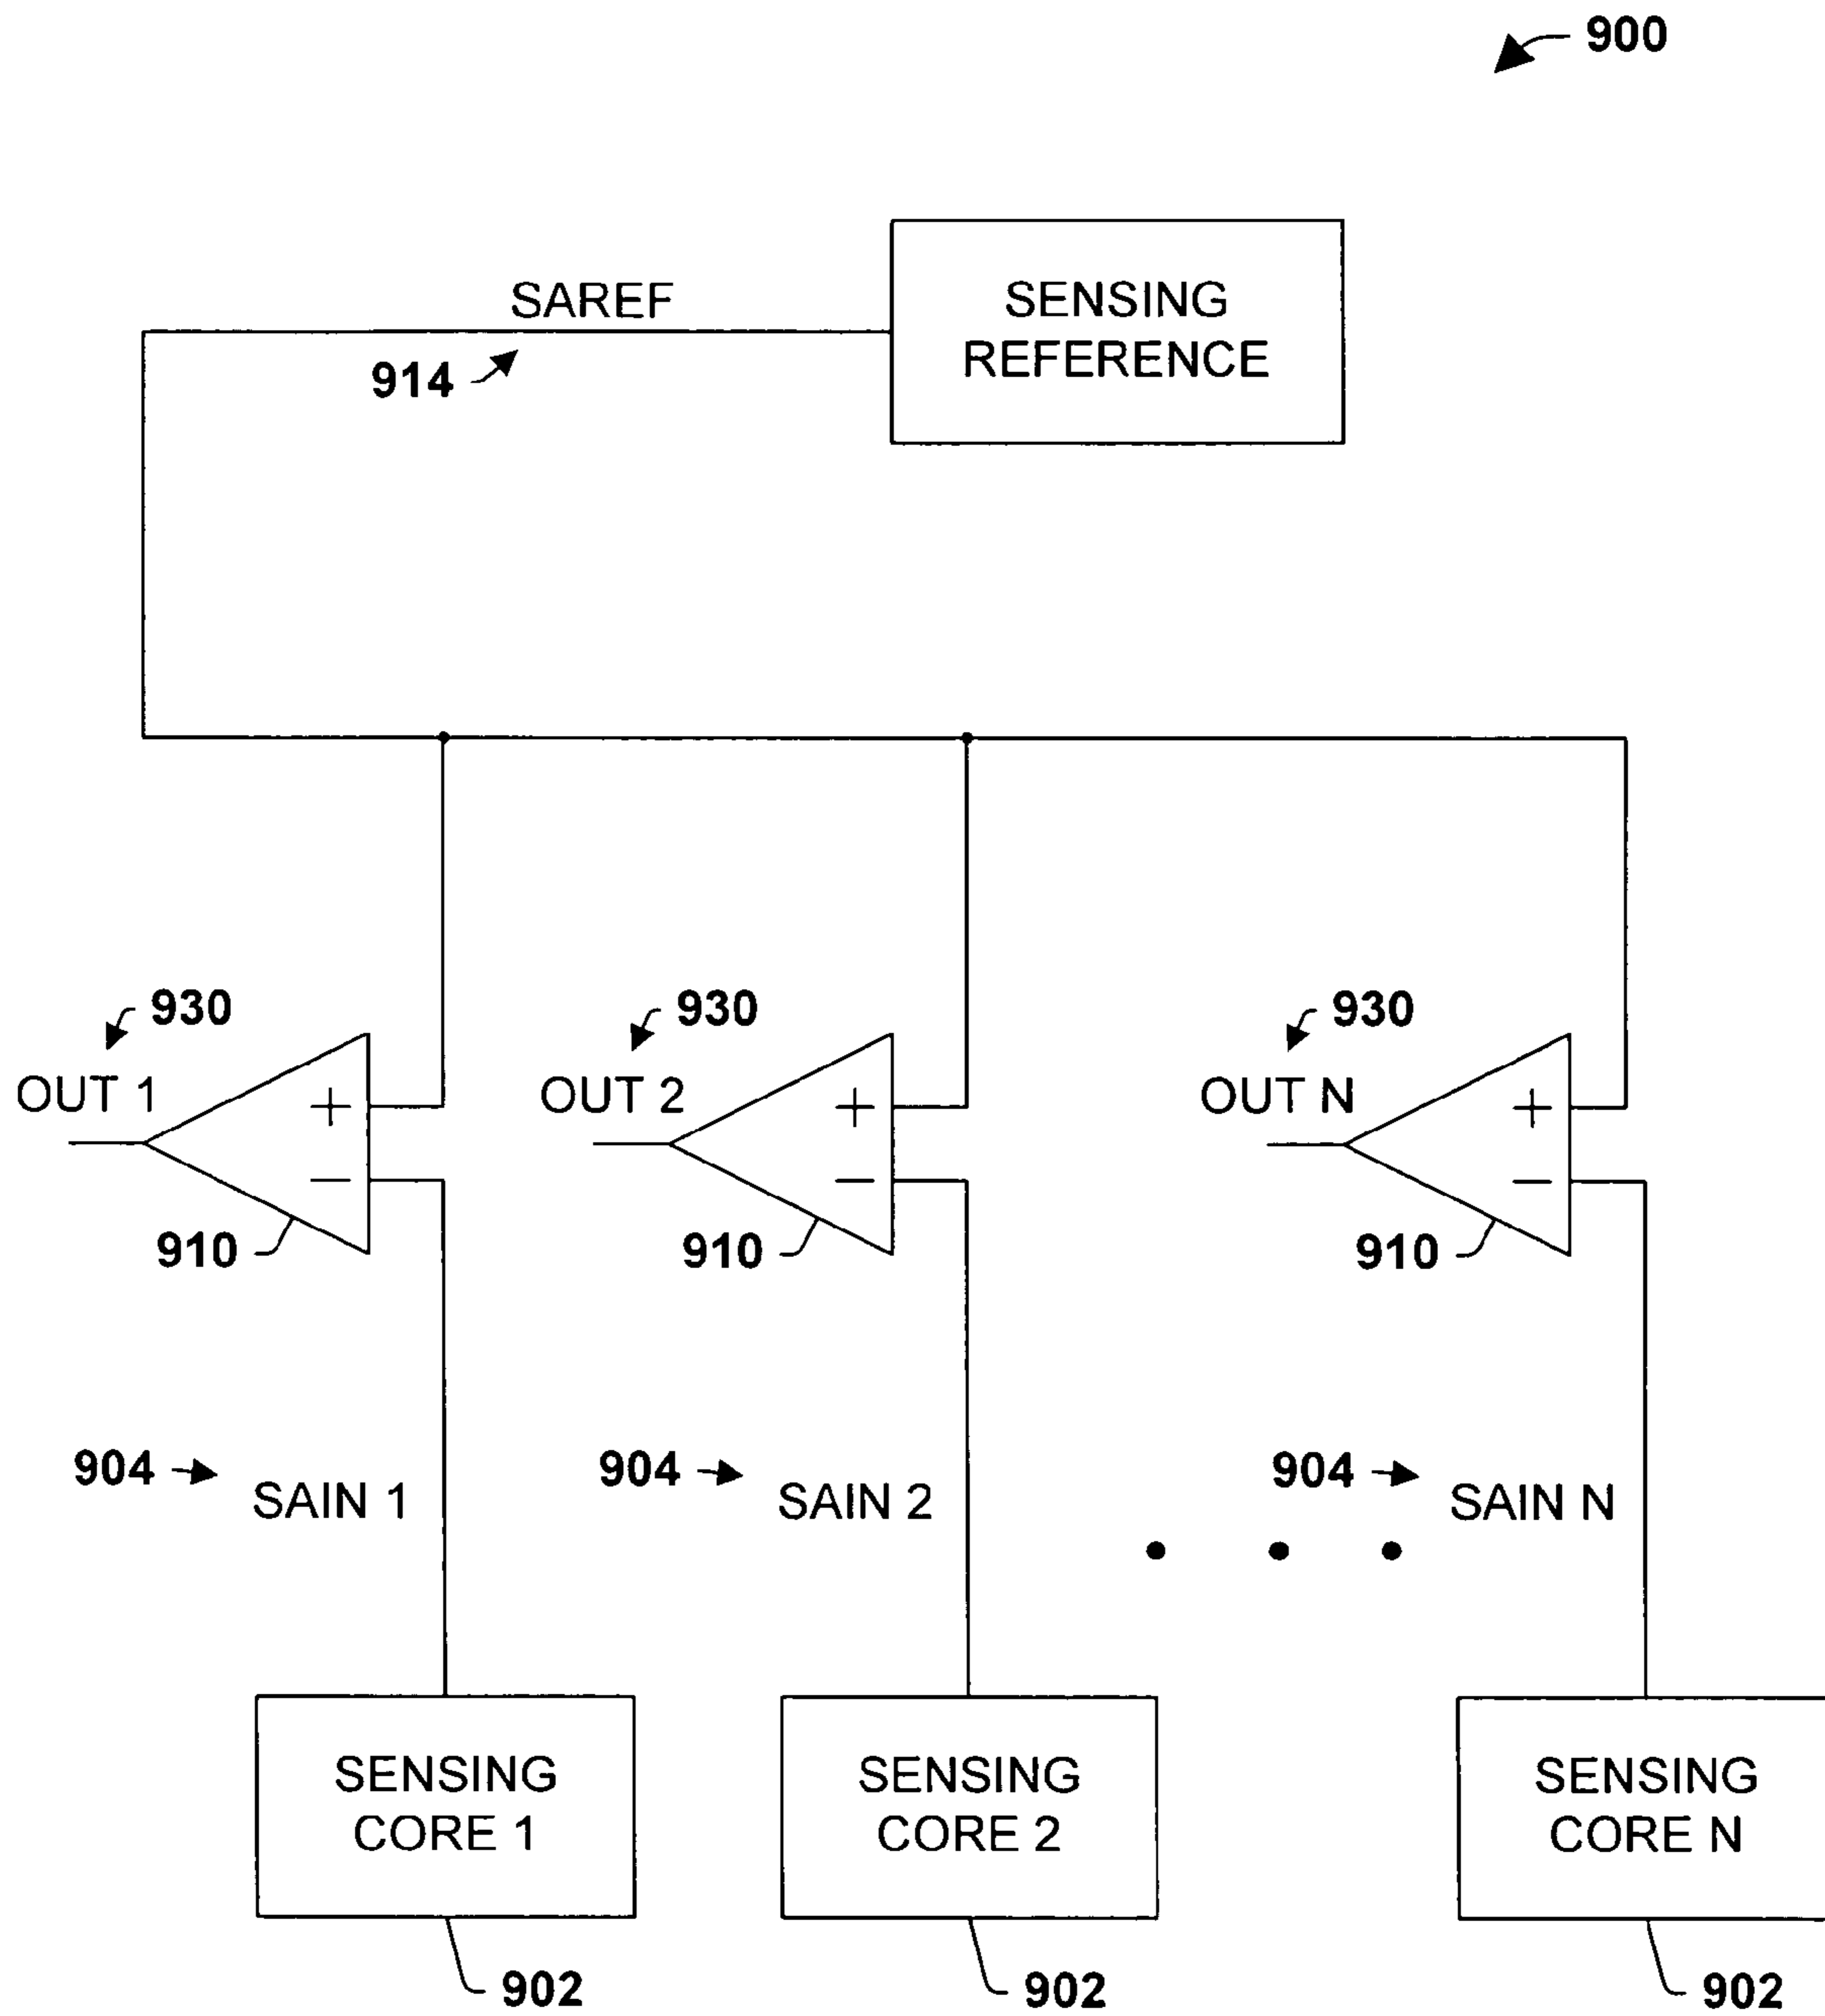 900
SAREF
914
SENSING
REFERENCE
930
930
930
OUT 1
OUT 2
OUT N
+
+
+
−
−
−
910
910
910
904
904
904
SAIN 1
SAIN 2
SAIN N
SENSING
CORE 1
SENSING
CORE 2
SENSING
CORE N
902
902
902